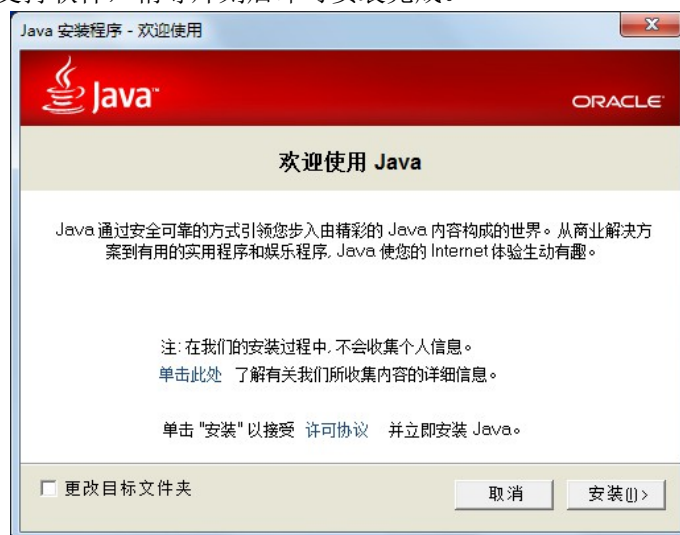 Java 安装程序 - 欢迎使用
Java™
ORACLE
欢迎使用 Java
Java 通过安全可靠的方式引领您步入由精彩的 Java 内容构成的世界。从商业解决方
案到有用的实用程序和娱乐程序, Java 使您的 Internet 体验生动有趣。
注: 在我们的安装过程中, 不会收集个人信息。
单击此处 了解有关我们所收集内容的详细信息。
单击 "安装" 以接受 许可协议 并立即安装 Java。
更改目标文件夹
取消
安装(I) >